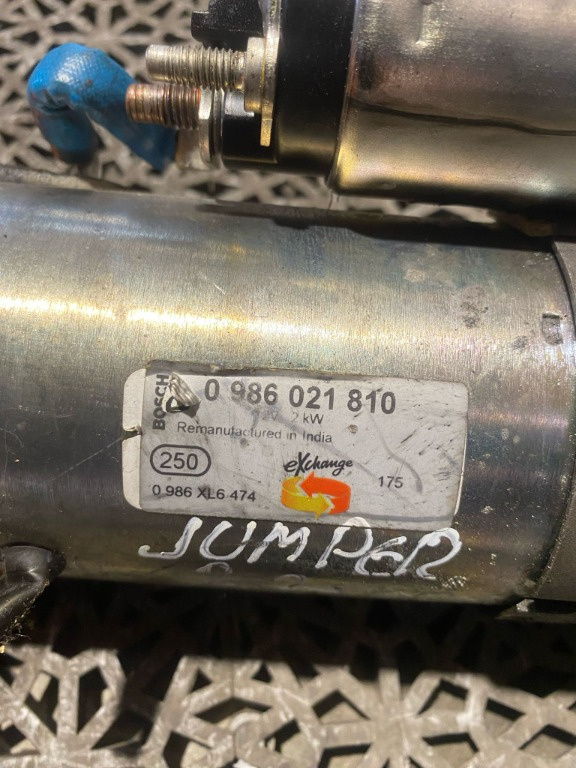 BOSCH
0 986 021 810
2 kW
Remanufactured in India
250
eXchange
175
0 986 XL6 474
JUMPER